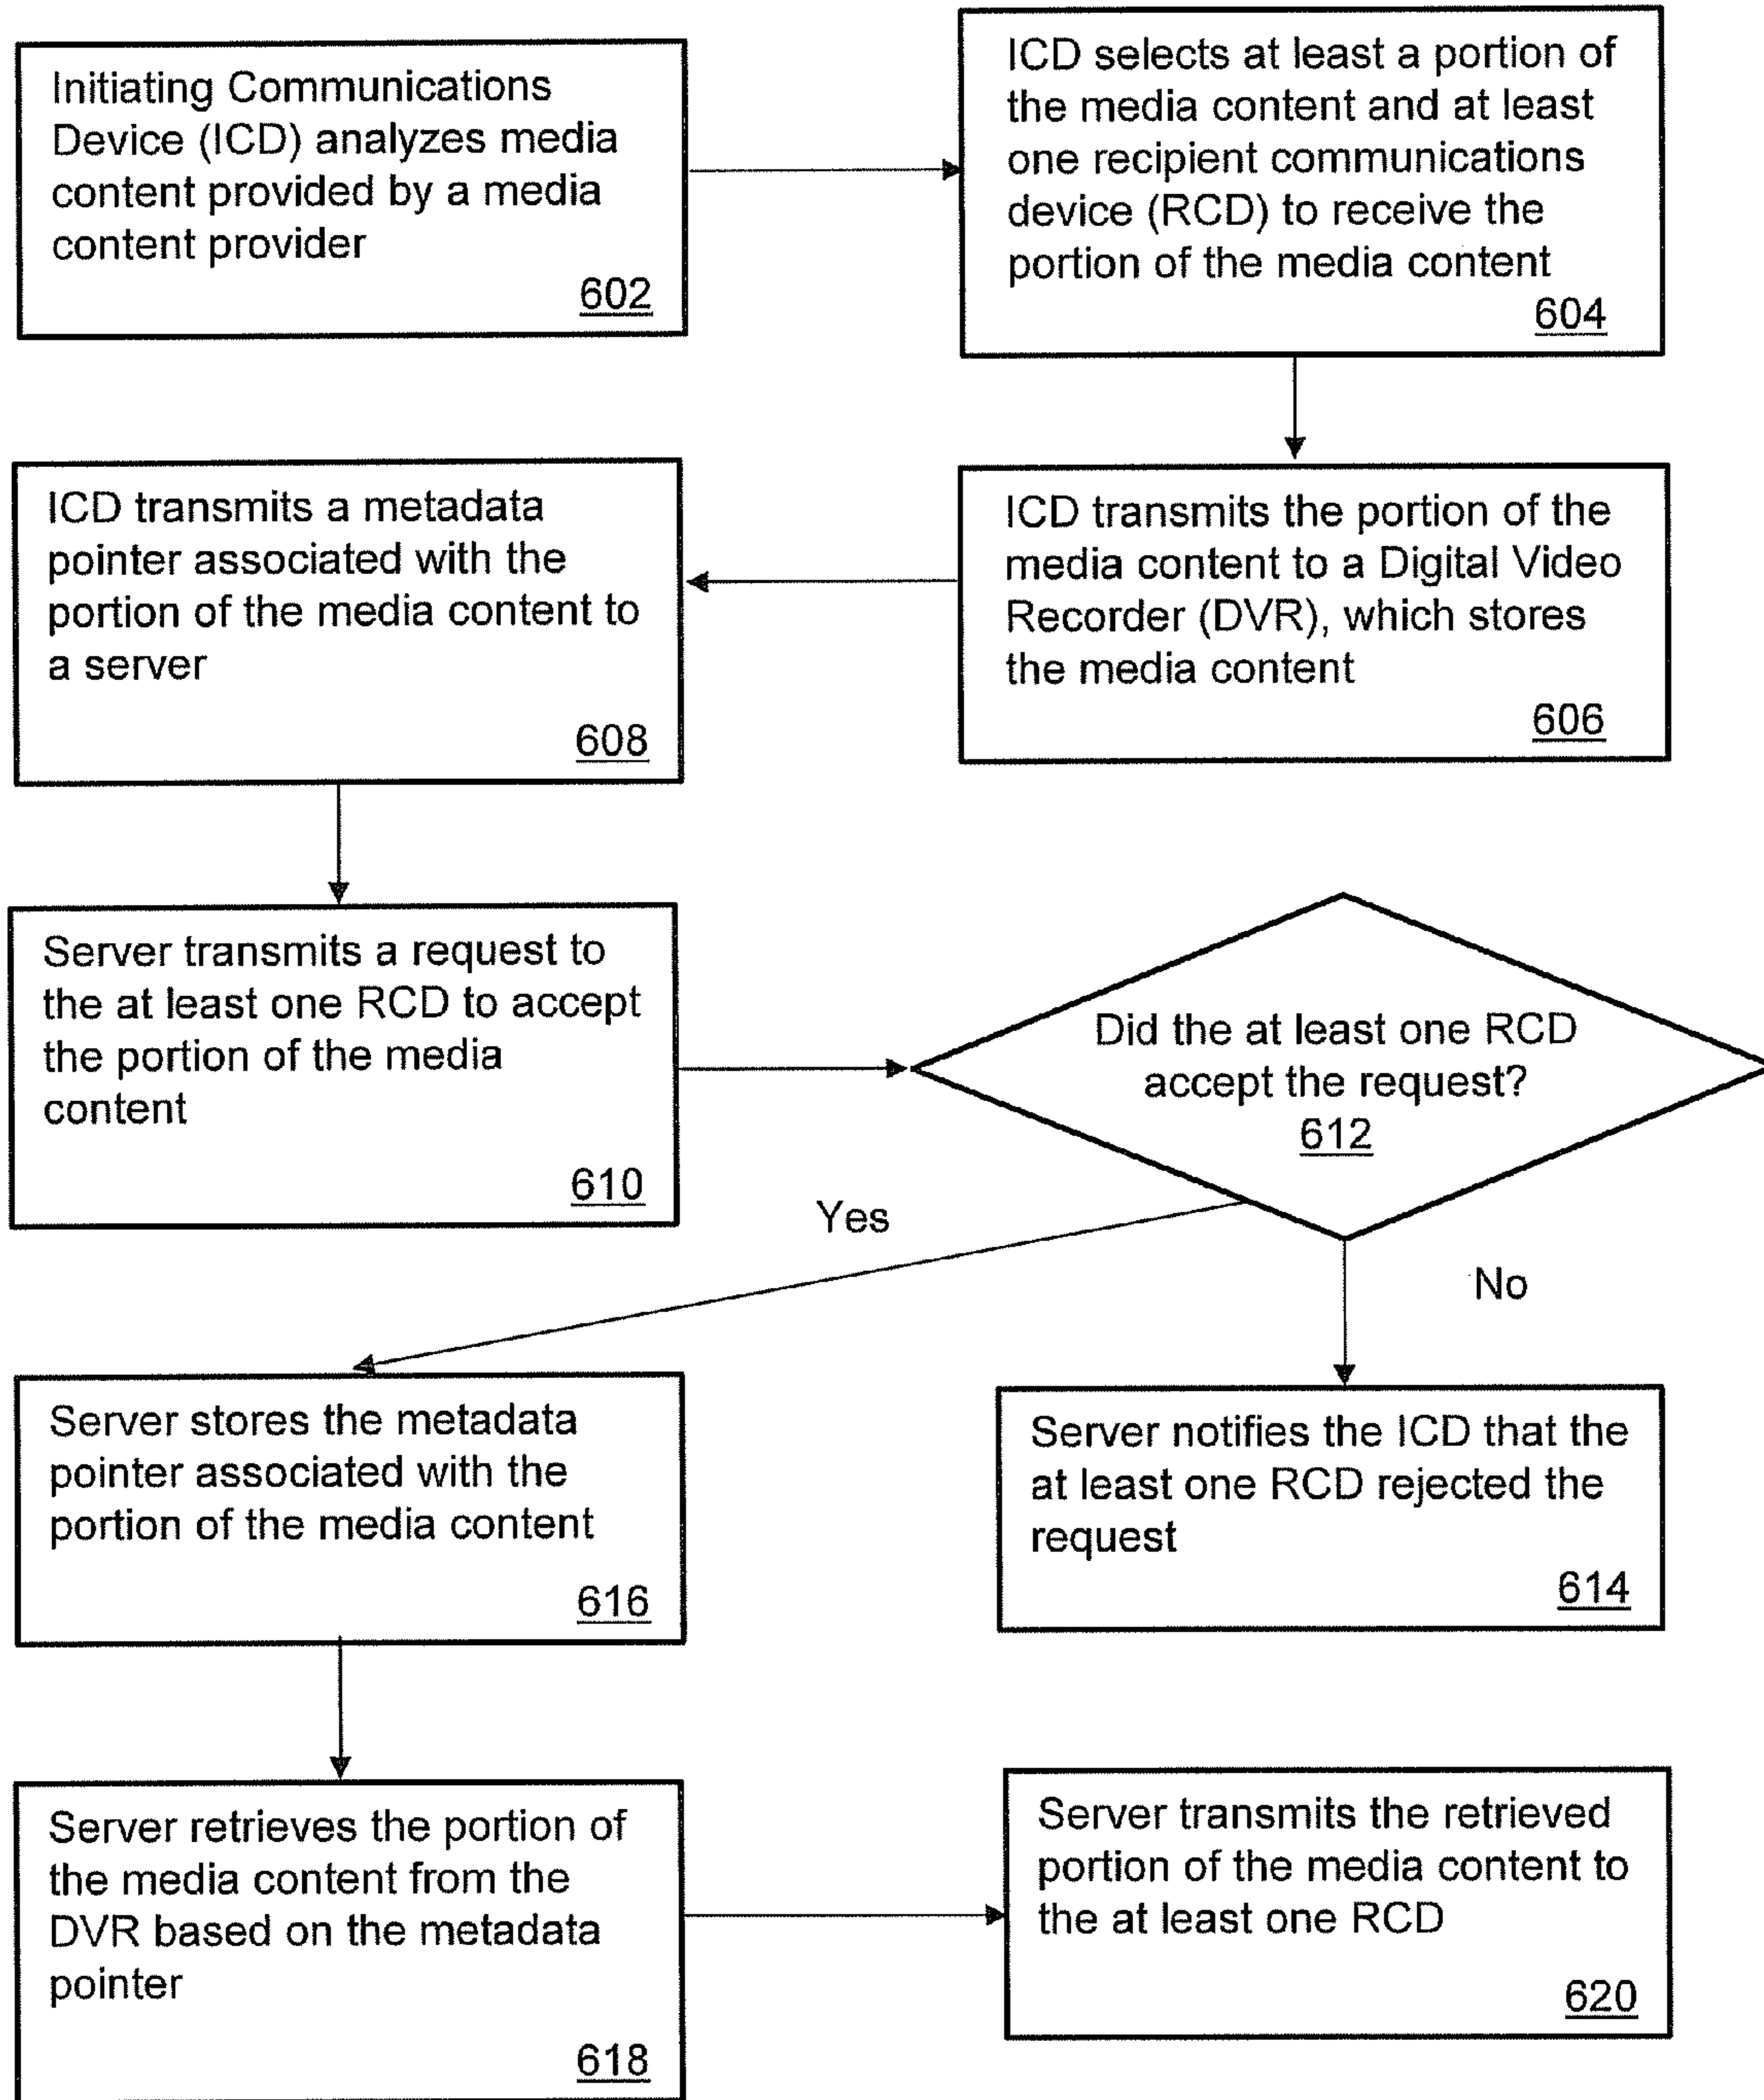 Initiating Communications
Device (ICD) analyzes media
content provided by a media
content provider
602
ICD selects at least a portion of
the media content and at least
one recipient communications
device (RCD) to receive the
portion of the media content
604
ICD transmits the portion of the
media content to a Digital Video
Recorder (DVR), which stores
the media content
606
ICD transmits a metadata
pointer associated with the
portion of the media content to
a server
608
Server transmits a request to
the at least one RCD to accept
the portion of the media
content
610
Did the at least one RCD
accept the request?
612
Yes
No
Server notifies the ICD that the
at least one RCD rejected the
request
614
Server stores the metadata
pointer associated with the
portion of the media content
616
Server retrieves the portion of
the media content from the
DVR based on the metadata
pointer
618
Server transmits the retrieved
portion of the media content to
the at least one RCD
620